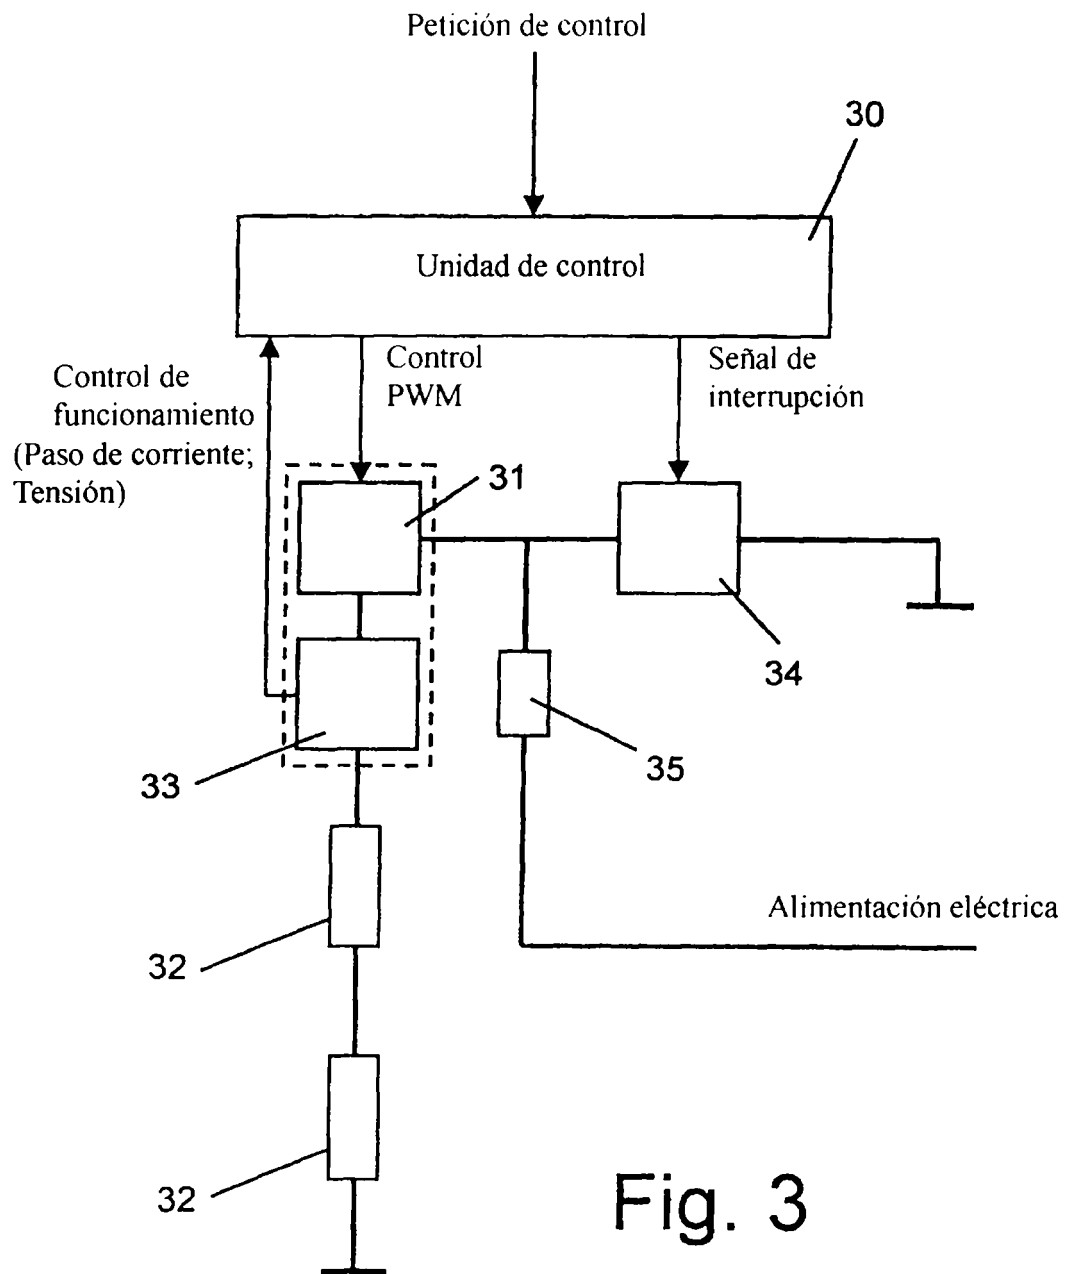 Petición de control
30
Unidad de control
Control
PWM
Señal de
interrupción
Control de
funcionamiento
(Paso de corriente;
Tensión)
31
34
35
33
Alimentación eléctrica
32
32
Fig. 3